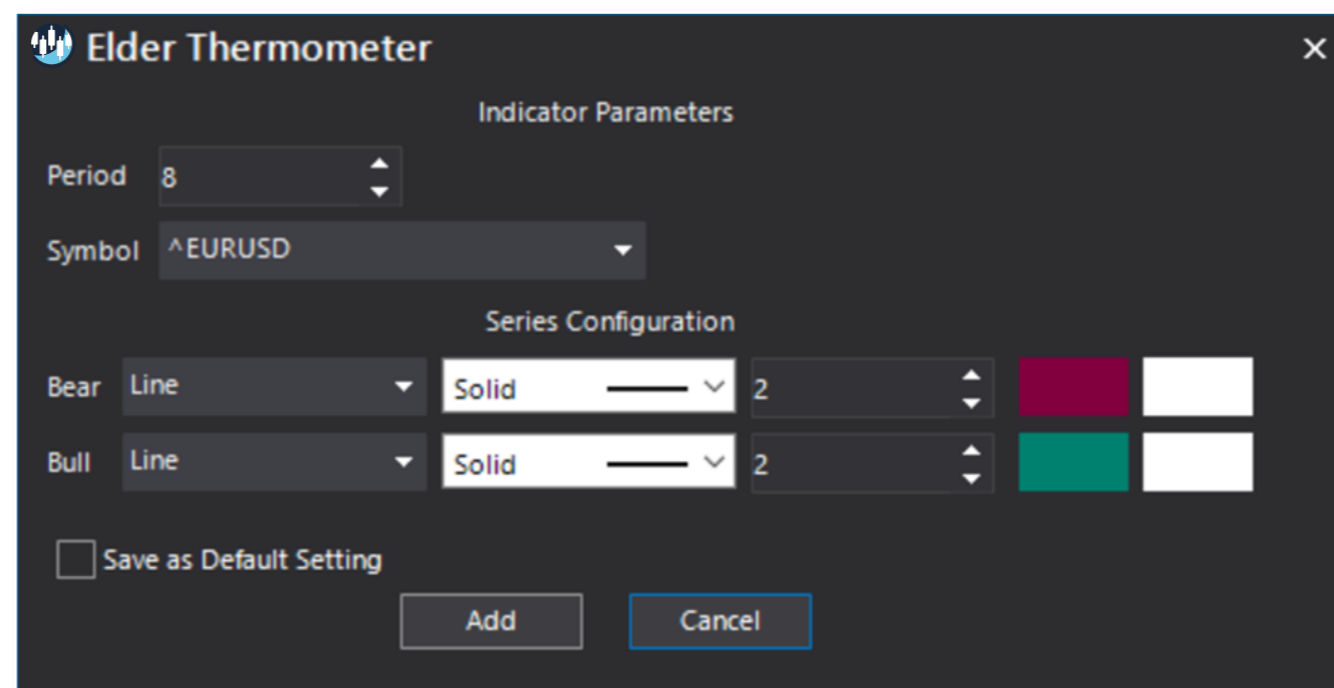 Elder Thermometer
Indicator Parameters
Period 8
Symbol ^EURUSD
Series Configuration
Bear Line Solid 2
Bull Line Solid 2
Save as Default Setting
Add Cancel